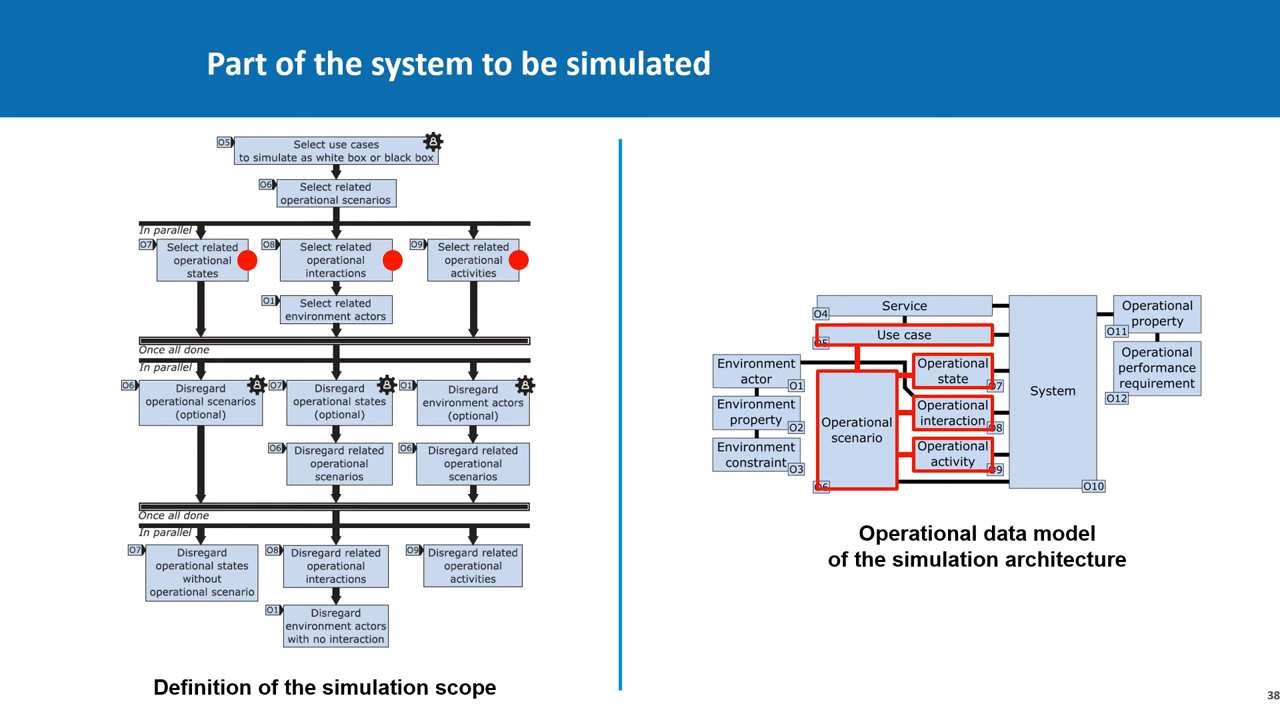 Part of the system to be simulated
O5
Select use cases
to simulate as white box or black box
O6
Select related
operational scenarios
In parallel
O7
Select related
operational
states
O8
Select related
operational
interactions
O9
Select related
operational
activities
O1
Select related
environment actors
Once all done
In parallel
O6
Disregard
operational scenarios
(optional)
O7
Disregard
operational states
(optional)
O1
Disregard
environment actors
(optional)
O6
Disregard related
operational
scenarios
O6
Disregard related
operational
scenarios
Once all done
In parallel
O7
Disregard
operational states
without
operational scenario
O8
Disregard related
operational
interactions
O9
Disregard related
operational
activities
O1
Disregard
environment actors
with no interaction
Definition of the simulation scope
Service
O4
Use case
O5
Environment
actor
O1
Environment
property
O2
Environment
constraint
O3
Operational
scenario
O6
Operational
state
O7
Operational
interaction
O8
Operational
activity
O9
System
O10
Operational
property
O11
Operational
performance
requirement
O12
Operational data model
of the simulation architecture
38